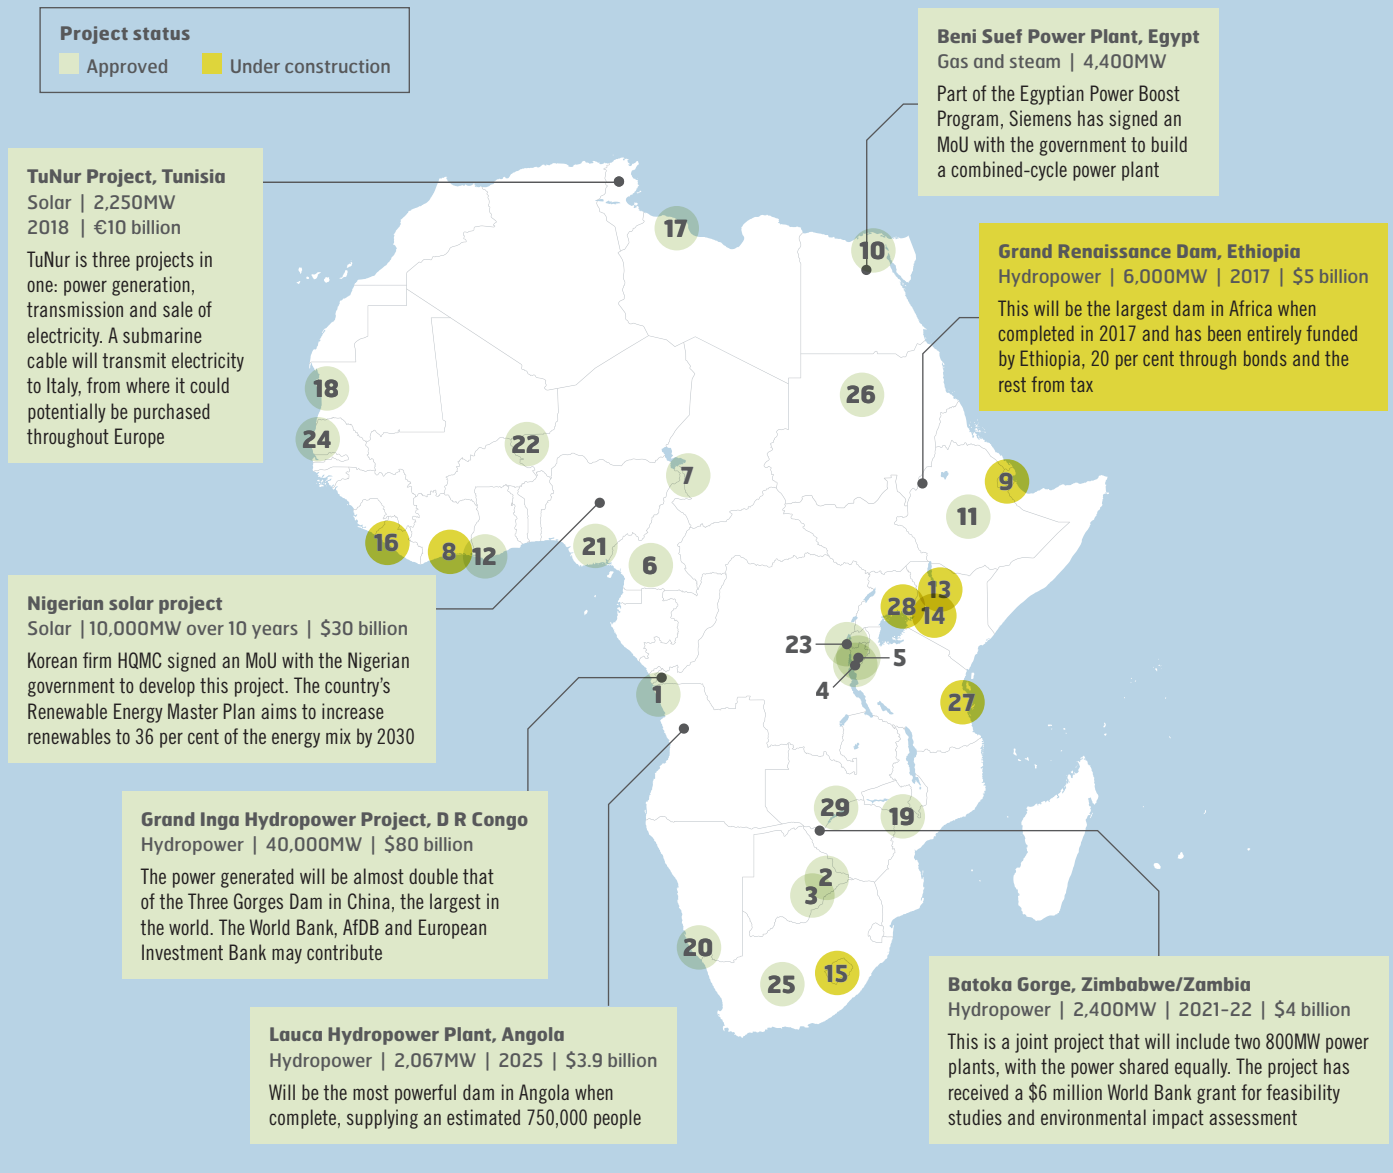 Project status
Approved
Under construction
Beni Suef Power Plant, Egypt
Gas and steam | 4,400MW
Part of the Egyptian Power Boost
Program, Siemens has signed an
MoU with the government to build
a combined-cycle power plant
TuNur Project, Tunisia
Solar | 2,250MW
2018 | €10 billion
TuNur is three projects in
one: power generation,
transmission and sale of
electricity. A submarine
cable will transmit electricity
to Italy, from where it could
potentially be purchased
throughout Europe
Grand Renaissance Dam, Ethiopia
Hydropower | 6,000MW | 2017 | $5 billion
This will be the largest dam in Africa when
completed in 2017 and has been entirely funded
by Ethiopia, 20 per cent through bonds and the
rest from tax
17
10
18
26
24
22
7
9
11
16
8
12
21
6
13
28
14
23
5
4
1
27
29
19
2
3
20
25
15
Nigerian solar project
Solar | 10,000MW over 10 years | $30 billion
Korean firm HQMC signed an MoU with the Nigerian
government to develop this project. The country's
Renewable Energy Master Plan aims to increase
renewables to 36 per cent of the energy mix by 2030
Grand Inga Hydropower Project, D R Congo
Hydropower | 40,000MW | $80 billion
The power generated will be almost double that
of the Three Gorges Dam in China, the largest in
the world. The World Bank, AfDB and European
Investment Bank may contribute
Lauca Hydropower Plant, Angola
Hydropower | 2,067MW | 2025 | $3.9 billion
Will be the most powerful dam in Angola when
complete, supplying an estimated 750,000 people
Batoka Gorge, Zimbabwe/Zambia
Hydropower | 2,400MW | 2021-22 | $4 billion
This is a joint project that will include two 800MW power
plants, with the power shared equally. The project has
received a $6 million World Bank grant for feasibility
studies and environmental impact assessment